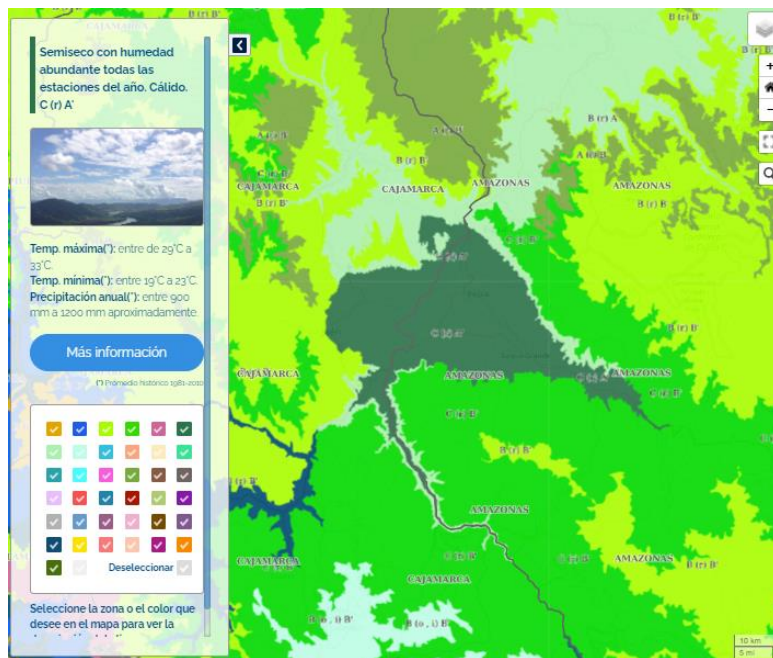 CAJAMARCA
Semiseco con humedad
abundante todas las
estaciones del año. Cálido.
C (r) A'
Temp. máxima(*): entre de 29°C a
33°C.
Temp. mínima(*): entre 19°C a 23°C.
Precipitación anual(*): entre 900
mm a 1200 mm aproximadamente.
Más información
(*) Promedio histórico 1981-2010
Deseleccionar
Seleccione la zona o el color que
desee en el mapa para ver la
B (r) B'
B (r) A
A (r) B'
A (r) B'
B (r) B'
C (r) B'
CAJAMARCA
CAJAMARCA
AMAZONAS
AMAZONAS
B (r) B'
B (r) B'
C (r) A'
B (r) B'
CAJAMARCA
AMAZONAS
AMAZONAS
C (r) B'
C (r) B'
B (r) B'
AMAZONAS
C (r) B'
CAJAMARCA
CAJAMARCA
AMAZONAS
B (r) B'
B (o, i) B'
B (o, i) B'
+
-
10 km
5 mi